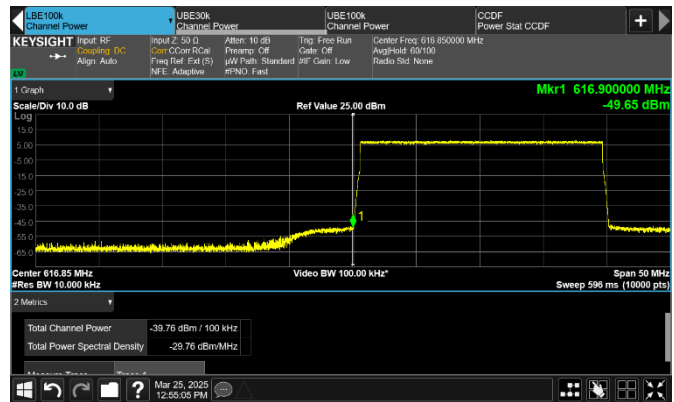 LBE100k
Channel Power
UBE30k
Channel Power
UBE100k
Channel Power
CCDF
Power Stat CCDF
KEYSIGHT
Input: RF
Coupling: DC
Align: Auto
Input Z: 50 Ω
Corr CCorr RCal
Freq Ref: Ext (S)
NFE: Adaptive
Atten: 10 dB
Preamp: Off
µW Path: Standard
#PNO: Fast
Trig: Free Run
Gate: Off
#IF Gain: Low
Center Freq: 616.850000 MHz
Avg|Hold: 60/100
Radio Std: None
LXI
1 Graph
Mkr1 616.900000 MHz
Scale/Div 10.0 dB
Ref Value 25.00 dBm
-49.65 dBm
Log
15.0
5.00
-5.00
-15.0
-25.0
-35.0
-45.0
-55.0
-65.0
1
Center 616.85 MHz
Video BW 100.00 kHz*
Span 50 MHz
#Res BW 10.000 kHz
Sweep 596 ms (10000 pts)
2 Metrics
Total Channel Power -39.76 dBm / 100 kHz
Total Power Spectral Density -29.76 dBm/MHz
Measure Trace Trace 1
?
Mar 25, 2025
12:55:05 PM